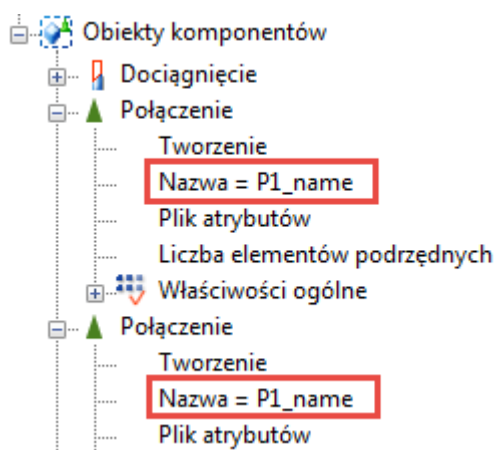 Obiekty komponentów
Dociągnięcie
Połączenie
Tworzenie
Nazwa = P1_name
Plik atrybutów
Liczba elementów podrzędnych
Właściwości ogólne
Połączenie
Tworzenie
Nazwa = P1_name
Plik atrybutów